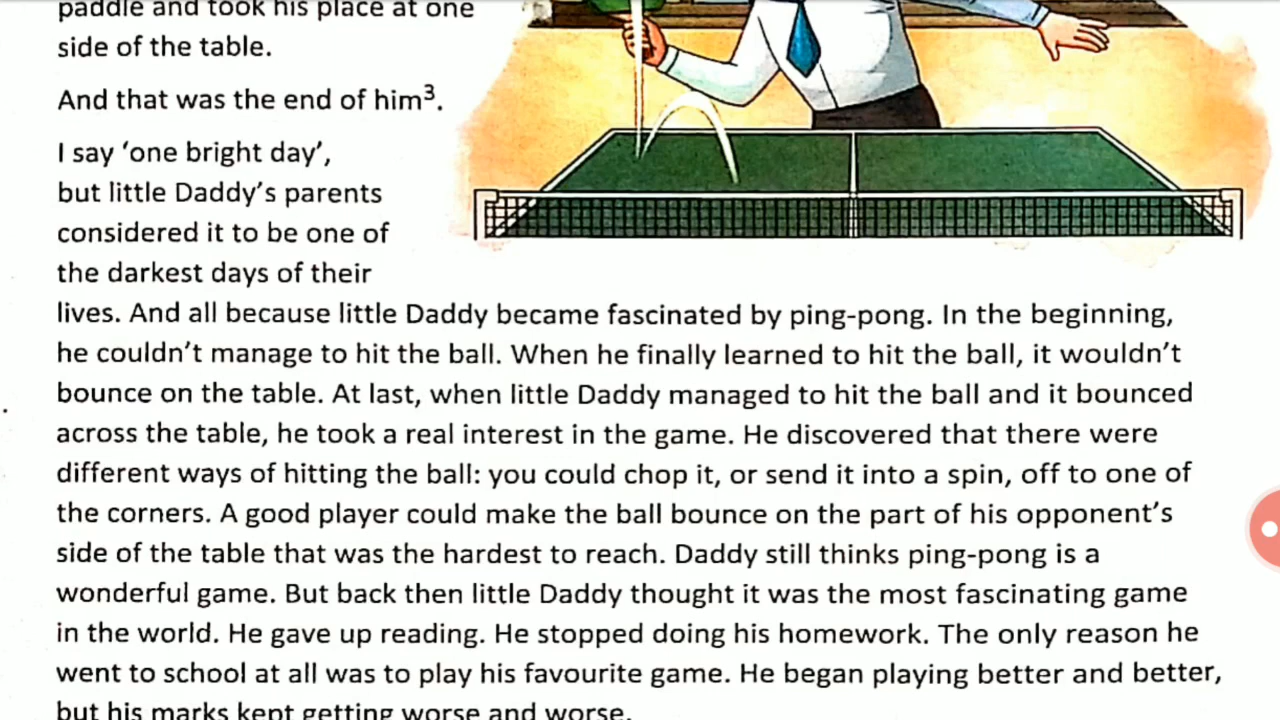 paddle and took his place at one
side of the table.
And that was the end of him³.
I say ‘one bright day’,
but little Daddy’s parents
considered it to be one of
the darkest days of their
lives. And all because little Daddy became fascinated by ping-pong. In the beginning,
he couldn’t manage to hit the ball. When he finally learned to hit the ball, it wouldn’t
bounce on the table. At last, when little Daddy managed to hit the ball and it bounced
across the table, he took a real interest in the game. He discovered that there were
different ways of hitting the ball: you could chop it, or send it into a spin, off to one of
the corners. A good player could make the ball bounce on the part of his opponent’s
side of the table that was the hardest to reach. Daddy still thinks ping-pong is a
wonderful game. But back then little Daddy thought it was the most fascinating game
in the world. He gave up reading. He stopped doing his homework. The only reason he
went to school at all was to play his favourite game. He began playing better and better,
but his marks kept getting worse and worse.